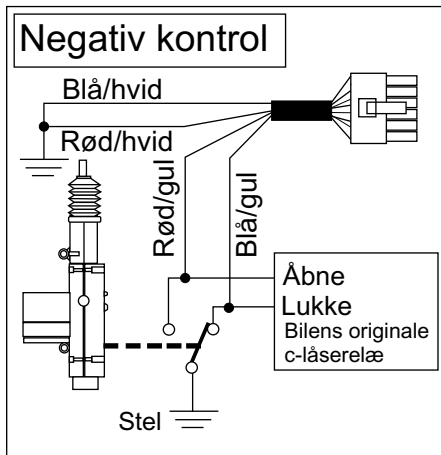 Negativ kontrol
Blå/hvid
Rød/hvid
Rød/gul
Blå/gul
Åbne
Lukke
Bilens originale
c-låserelæ
Stel